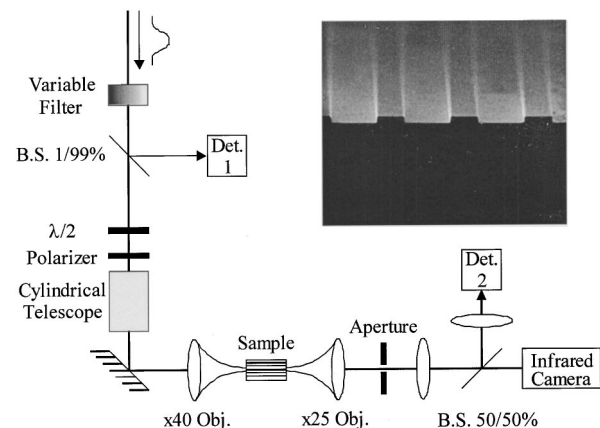 Variable
Filter
B.S. 1/99%
Det.
1
λ/2
Polarizer
Cylindrical
Telescope
Det.
2
Sample
Aperture
Infrared
Camera
x40 Obj.
x25 Obj.
B.S. 50/50%